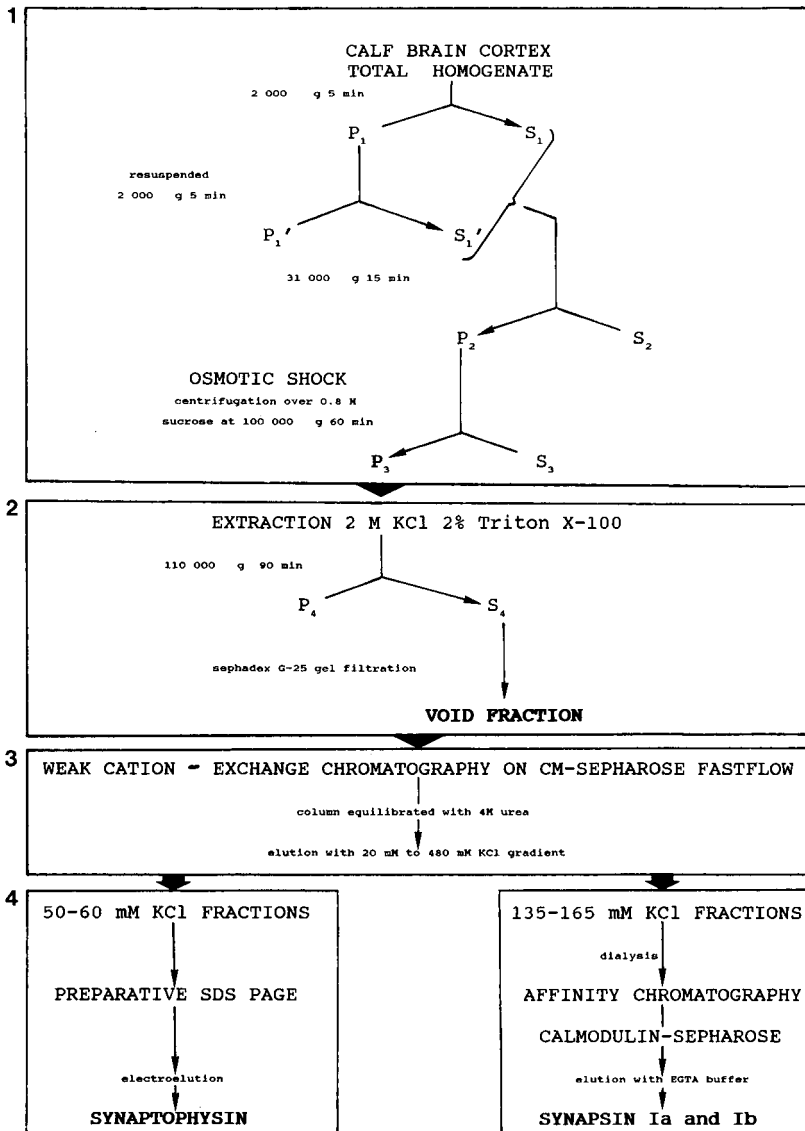 1
CALF BRAIN CORTEX
TOTAL HOMOGENATE
2 000 g 5 min
P₁ S₁
resuspended
2 000 g 5 min
P₁' S₁'
31 000 g 15 min
P₂ S₂
OSMOTIC SHOCK
centrifugation over 0.8 M
sucrose at 100 000 g 60 min
P₃ S₃
2
EXTRACTION 2 M KCl 2% Triton X-100
110 000 g 90 min
P₄ S₄
sephadex G-25 gel filtration
VOID FRACTION
3
WEAK CATION - EXCHANGE CHROMATOGRAPHY ON CM-SEPHAROSE FASTFLOW
column equilibrated with 4M urea
elution with 20 mM to 480 mM KCl gradient
4
50-60 mM KCl FRACTIONS
PREPARATIVE SDS PAGE
electroelution
SYNAPTOPHYSIN
135-165 mM KCl FRACTIONS
dialysis
AFFINITY CHROMATOGRAPHY
CALMODULIN-SEPHAROSE
elution with EGTA buffer
SYNAPSIN Ia and Ib